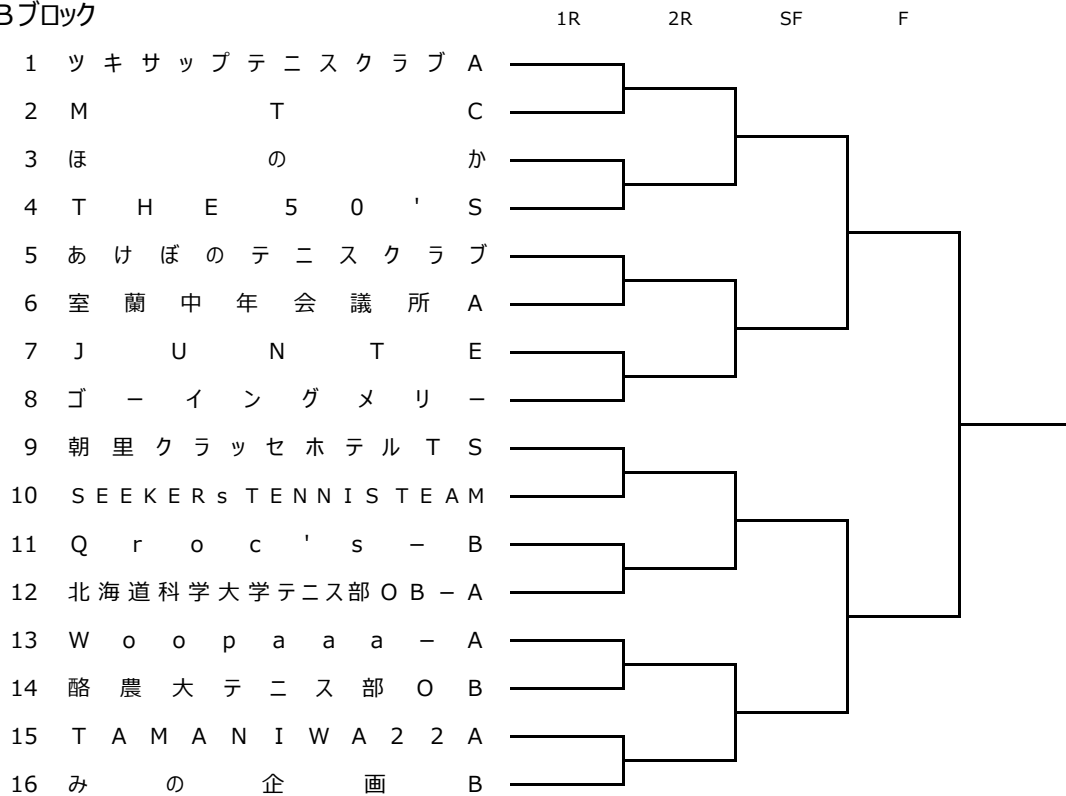 Bブロック
1R 2R SF F
1 ツキサップテニスクラブA
2 MTC
3 ほのか
4 THE50'S
5 あけぼのテニスクラブ
6 室蘭中年会議所A
7 JUNTE
8 ゴーイングメリー
9 朝里クラッセホテルTS
10 SEEKERs TENNIS TEAM
11 Qroc's－B
12 北海道科学大学テニス部OB－A
13 Woopaaa－A
14 酪農大テニス部OB
15 TAMANIWA22A
16 みの企画B